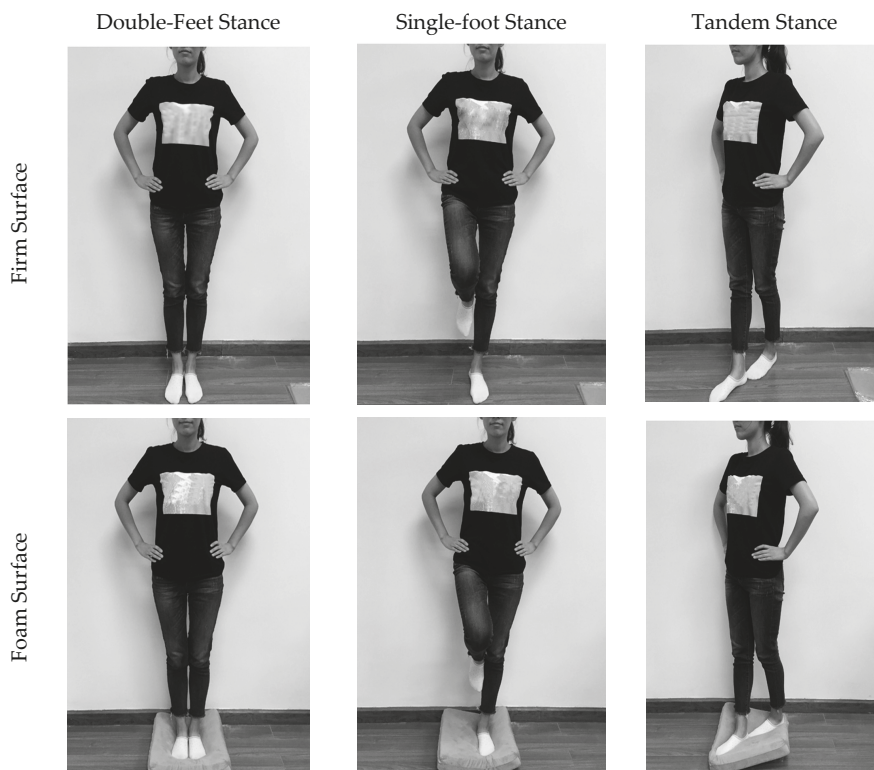 Double-Feet Stance
Single-foot Stance
Tandem Stance
Firm Surface
Foam Surface